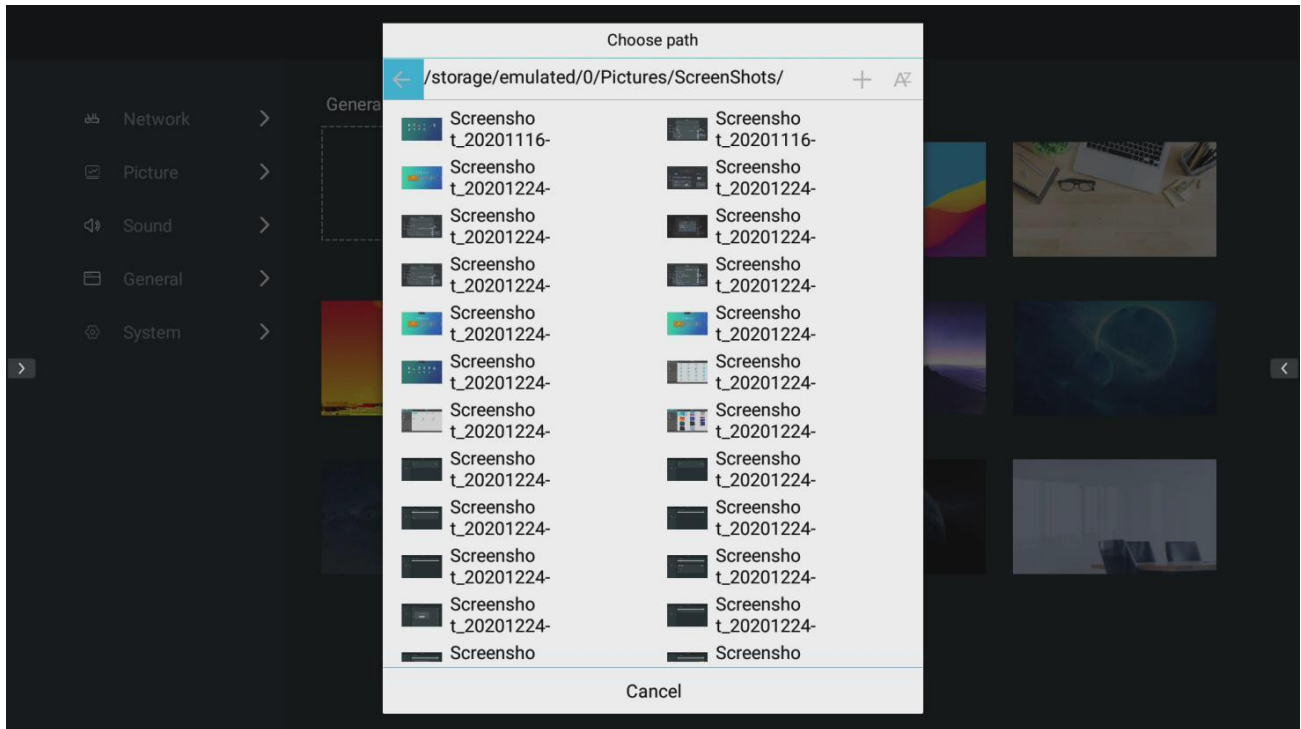 Choose path
/storage/emulated/0/Pictures/ScreenShots/
Network
Picture
Sound
General
System
Genera
Screensho
t_20201116-
Screensho
t_20201116-
Screensho
t_20201224-
Screensho
t_20201224-
Screensho
t_20201224-
Screensho
t_20201224-
Screensho
t_20201224-
Screensho
t_20201224-
Screensho
t_20201224-
Screensho
t_20201224-
Screensho
t_20201224-
Screensho
t_20201224-
Screensho
t_20201224-
Screensho
t_20201224-
Screensho
t_20201224-
Screensho
t_20201224-
Screensho
t_20201224-
Screensho
t_20201224-
Screensho
t_20201224-
Screensho
t_20201224-
Screensho
t_20201224-
Screensho
t_20201224-
Screensho
Screensho
Cancel